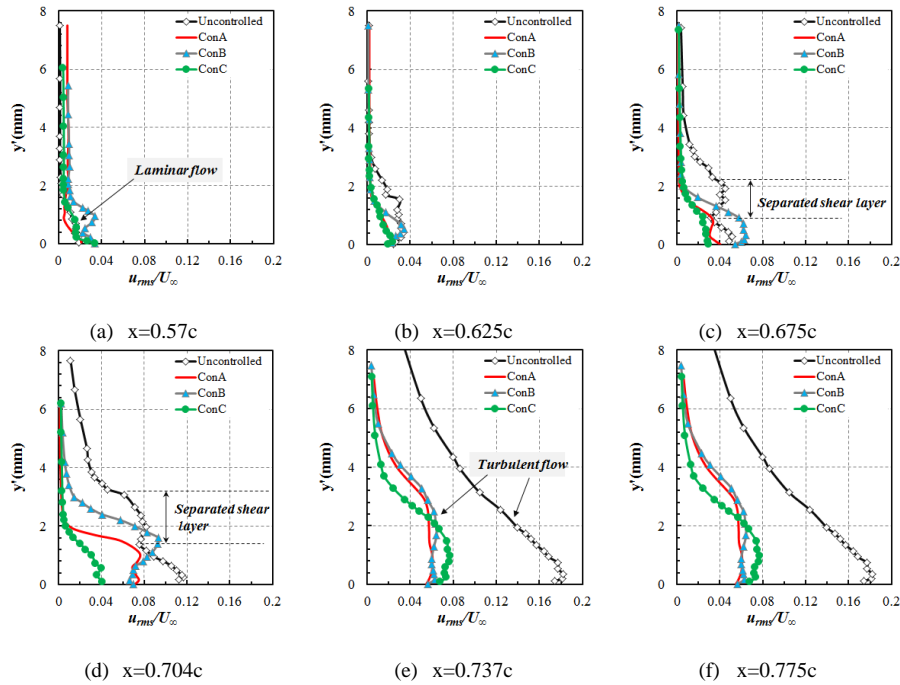 8
6
4
2
0
y'(mm)
Uncontrolled
ConA
ConB
ConC
Laminar flow
0 0.04 0.08 0.12 0.16 0.2
u_rms/U∞
(a) x=0.57c
8
6
4
2
0
y'(mm)
Uncontrolled
ConA
ConB
ConC
0 0.04 0.08 0.12 0.16 0.2
u_rms/U∞
(b) x=0.625c
8
6
4
2
0
y'(mm)
Uncontrolled
ConA
ConB
ConC
Separated shear layer
0 0.04 0.08 0.12 0.16 0.2
u_rms/U∞
(c) x=0.675c
8
6
4
2
0
y'(mm)
Uncontrolled
ConA
ConB
ConC
Separated shear
layer
0 0.04 0.08 0.12 0.16 0.2
u_rms/U∞
(d) x=0.704c
8
6
4
2
0
y'(mm)
Uncontrolled
ConA
ConB
ConC
Turbulent flow
0 0.04 0.08 0.12 0.16 0.2
u_rms/U∞
(e) x=0.737c
8
6
4
2
0
y'(mm)
Uncontrolled
ConA
ConB
ConC
0 0.04 0.08 0.12 0.16 0.2
u_rms/U∞
(f) x=0.775c